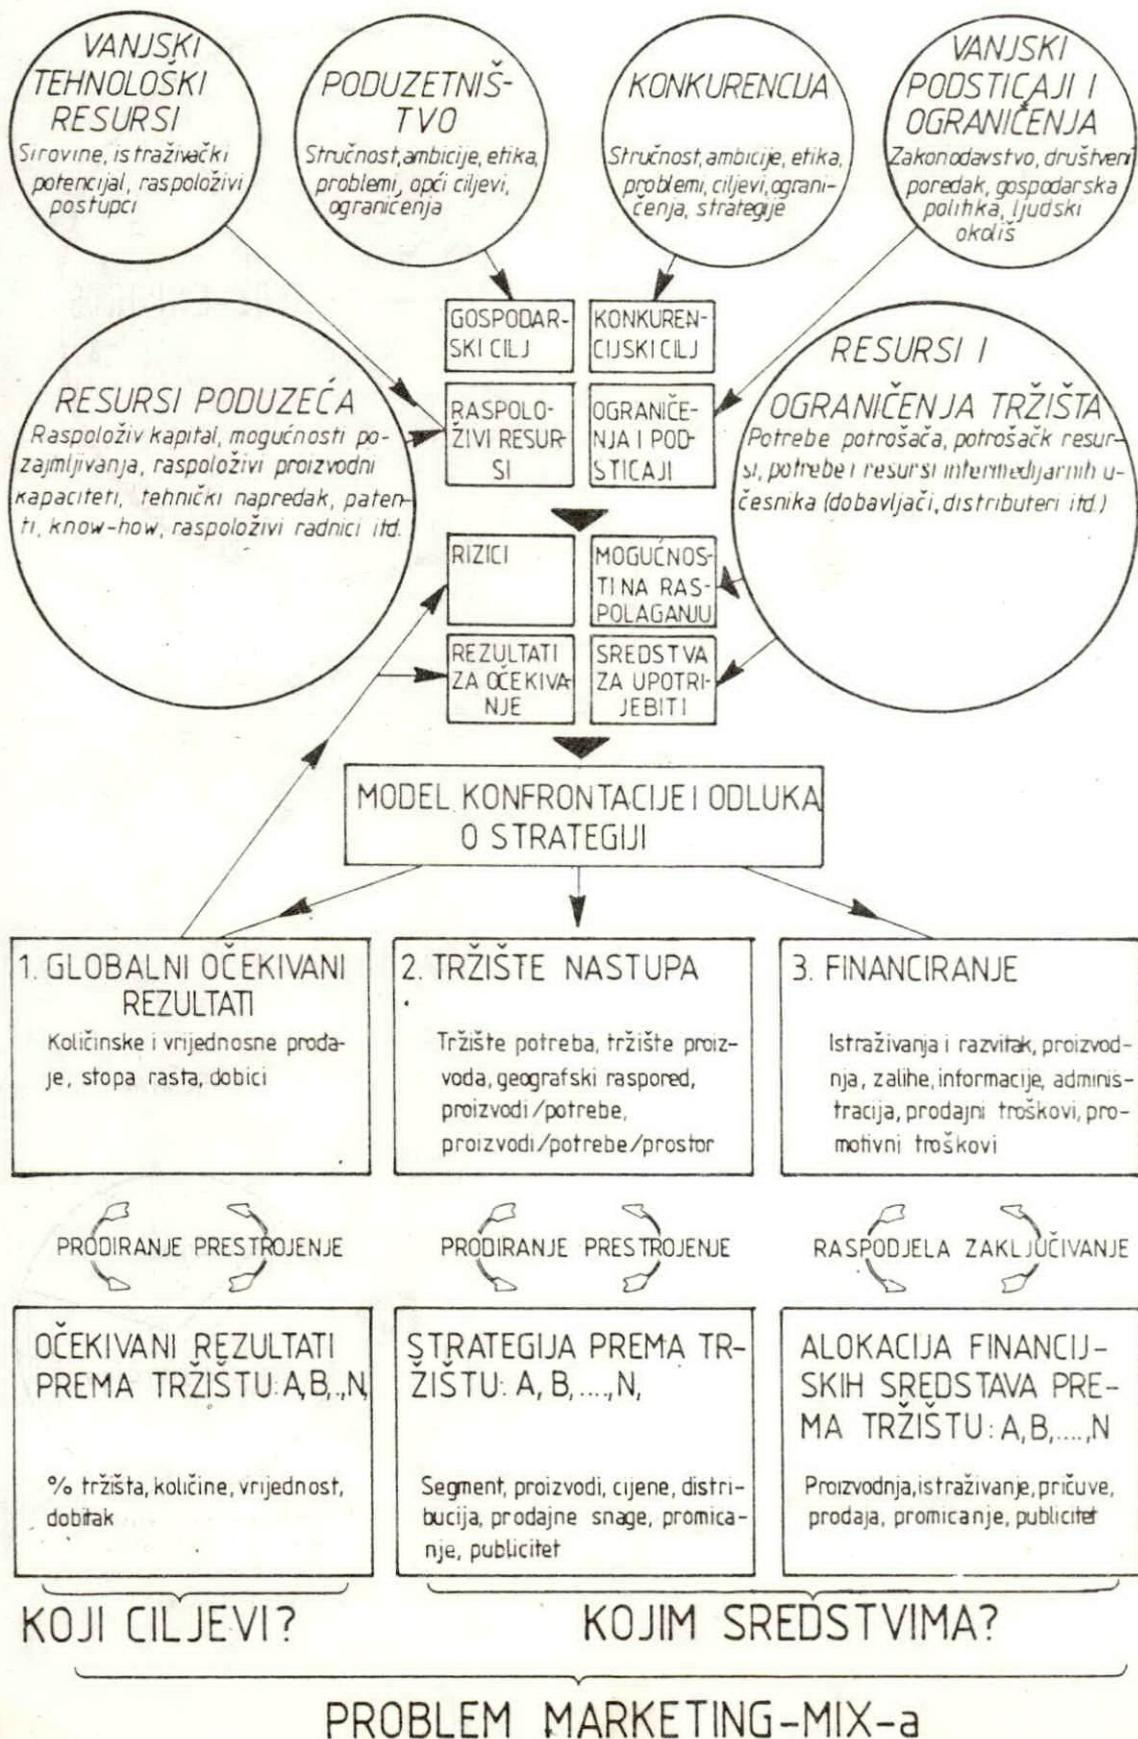 VANJSKI
TEHNOLOŠKI
RESURSI
Sirovine, istraživački
potencijal, raspoloživi
postupci
PODUZETNIŠ-
TVO
Stručnost, ambicije, etika,
problemi, opći ciljevi,
ograničenja
KONKURENCIJA
Stručnost, ambicije, etika,
problemi, ciljevi, ograni-
čenja, strategije
VANJSKI
PODSTICAJI I
OGRANIČENJA
Zakonodavstvo, društveni
poredak, gospodarska
politika, ljudski
okoliš
GOSPODAR-
SKI CILJ
KONKUREN-
CIJSKI CILJ
RESURSI PODUZEĆA
Raspoloživ kapital, mogućnosti po-
zajmljivanja, raspoloživi proizvodni
kapaciteti, tehnički napredak, paten-
ti, know-how, raspoloživi radnici itd.
RASPOLO-
ŽIVI RESUR-
SI
OGRANIČE-
NJA I POD-
STICAJI
RESURSI I
OGRANIČENJA TRŽIŠTA
Potrebe potrošača, potrošačk resur-
si, potrebe i resursi intermedijarnih u-
česnika (dobavljači, distributeri itd.)
RIZICI
MOGUĆNOS-
TI NA RAS-
POLAGANJU
REZULTATI
ZA OČEKIVA-
NJE
SREDSTVA
ZA UPOTRI-
JEBITI
MODEL KONFRONTACIJE I ODLUKA
O STRATEGIJI
1. GLOBALNI OČEKIVANI
REZULTATI
Količinske i vrijednosne proda-
je, stopa rasta, dobici
2. TRŽIŠTE NASTUPA
Tržište potreba, tržište proiz-
voda, geografski raspored,
proizvodi/potrebe,
proizvodi/potrebe/prostor
3. FINANCIRANJE
Istraživanja i razvitak, proizvod-
nja, zalihe, informacije, adminis-
tracija, prodajni troškovi, pro-
motivni troškovi
PRODIRANJE PRESTROJENJE
PRODIRANJE PRESTROJENJE
RASPODJELA ZAKLJUČIVANJE
OČEKIVANI REZULTATI
PREMA TRŽIŠTU: A, B,.., N,
% tržišta, količine, vrijednost,
dobitak
STRATEGIJA PREMA TR-
ŽIŠTU: A, B, ...., N,
Segment, proizvodi, cijene, distri-
bucija, prodajne snage, promica-
nje, publicitet
ALOKACIJA FINANCIJ-
SKIH SREDSTAVA PRE-
MA TRŽIŠTU: A, B, ...., N
Proizvodnja, istraživanje, pričuve,
prodaja, promicanje, publicitet
KOJI CILJEVI?
KOJIM SREDSTVIMA?
PROBLEM MARKETING-MIX-a